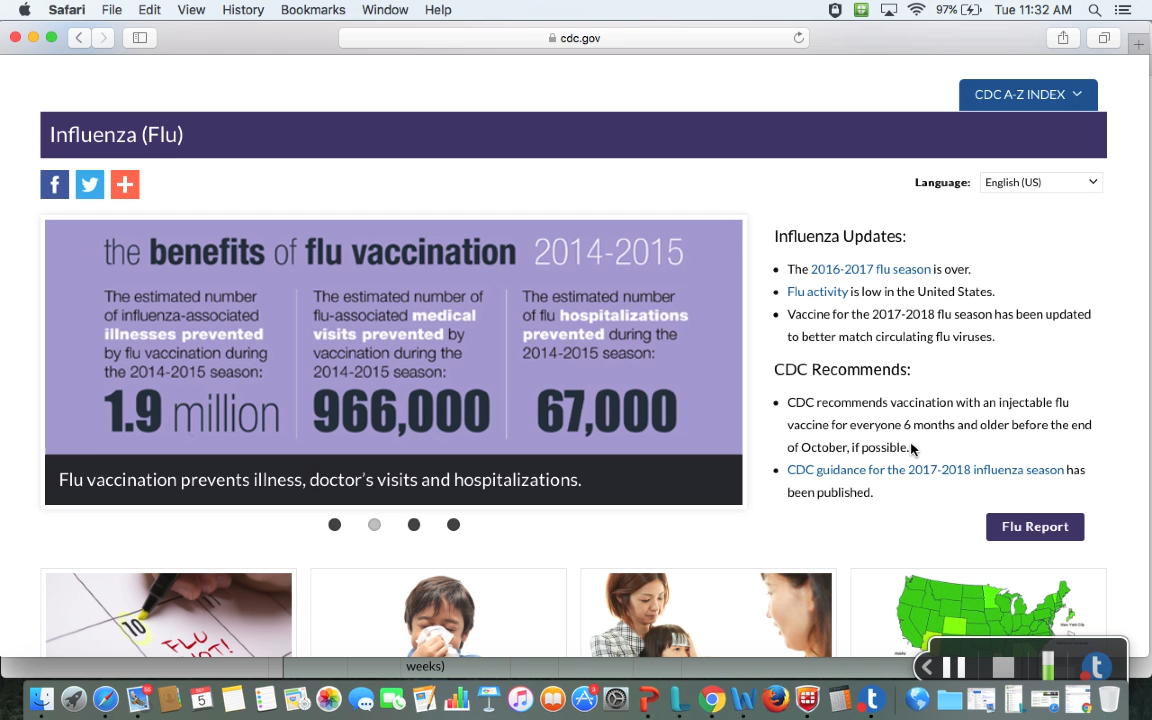 Safari File Edit View History Bookmarks Window Help 97% Tue 11:32 AM
cdc.gov
CDC A-Z INDEX
Influenza (Flu)
f
Language: English (US)
the benefits of flu vaccination 2014-2015
The estimated number
of influenza-associated
illnesses prevented
by flu vaccination during
the 2014-2015 season:
1.9 million
The estimated number of
flu-associated medical
visits prevented by
vaccination during the
2014-2015 season:
966,000
The estimated number
of flu hospitalizations
prevented during the
2014-2015 season:
67,000
Flu vaccination prevents illness, doctor's visits and hospitalizations.
Influenza Updates:
The 2016-2017 flu season is over.
Flu activity is low in the United States.
Vaccine for the 2017-2018 flu season has been updated
to better match circulating flu viruses.
CDC Recommends:
CDC recommends vaccination with an injectable flu
vaccine for everyone 6 months and older before the end
of October, if possible.
CDC guidance for the 2017-2018 influenza season has
been published.
Flu Report
10
FLU
New York City
weeks)
t
5